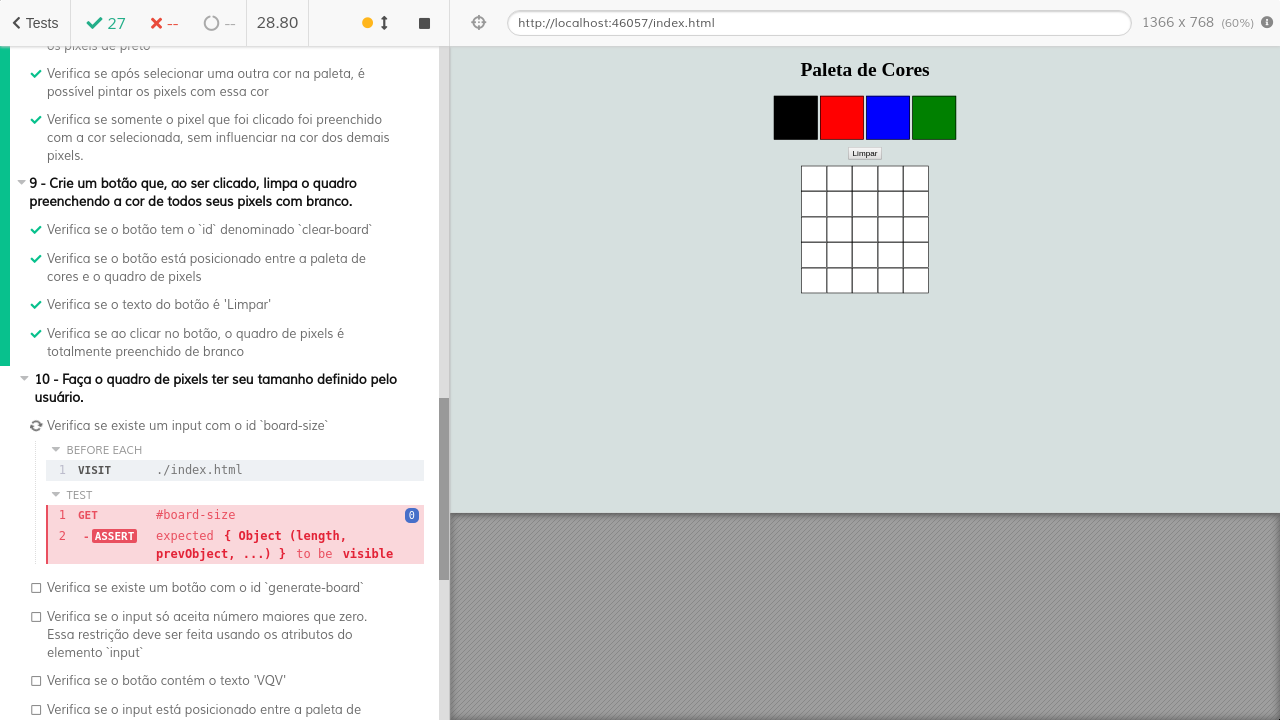 Tests
27
--
--
28.80
http://localhost:46057/index.html
1366 x 768 (60%)
os pixels de preto
Verifica se após selecionar uma outra cor na paleta, é
possível pintar os pixels com essa cor
Verifica se somente o pixel que foi clicado foi preenchido
com a cor selecionada, sem influenciar na cor dos demais
pixels.
9 - Crie um botão que, ao ser clicado, limpa o quadro
preenchendo a cor de todos seus pixels com branco.
Verifica se o botão tem o `id` denominado `clear-board`
Verifica se o botão está posicionado entre a paleta de
cores e o quadro de pixels
Verifica se o texto do botão é 'Limpar'
Verifica se ao clicar no botão, o quadro de pixels é
totalmente preenchido de branco
10 - Faça o quadro de pixels ter seu tamanho definido pelo
usuário.
Verifica se existe um input com o id `board-size`
BEFORE EACH
1 VISIT ./index.html
TEST
1 GET #board-size 0
2 -ASSERT expected { Object (length,
prevObject, ...) } to be visible
Verifica se existe um botão com o id `generate-board`
Verifica se o input só aceita número maiores que zero.
Essa restrição deve ser feita usando os atributos do
elemento `input`
Verifica se o botão contém o texto 'VQV'
Verifica se o input está posicionado entre a paleta de
Paleta de Cores
Limpar